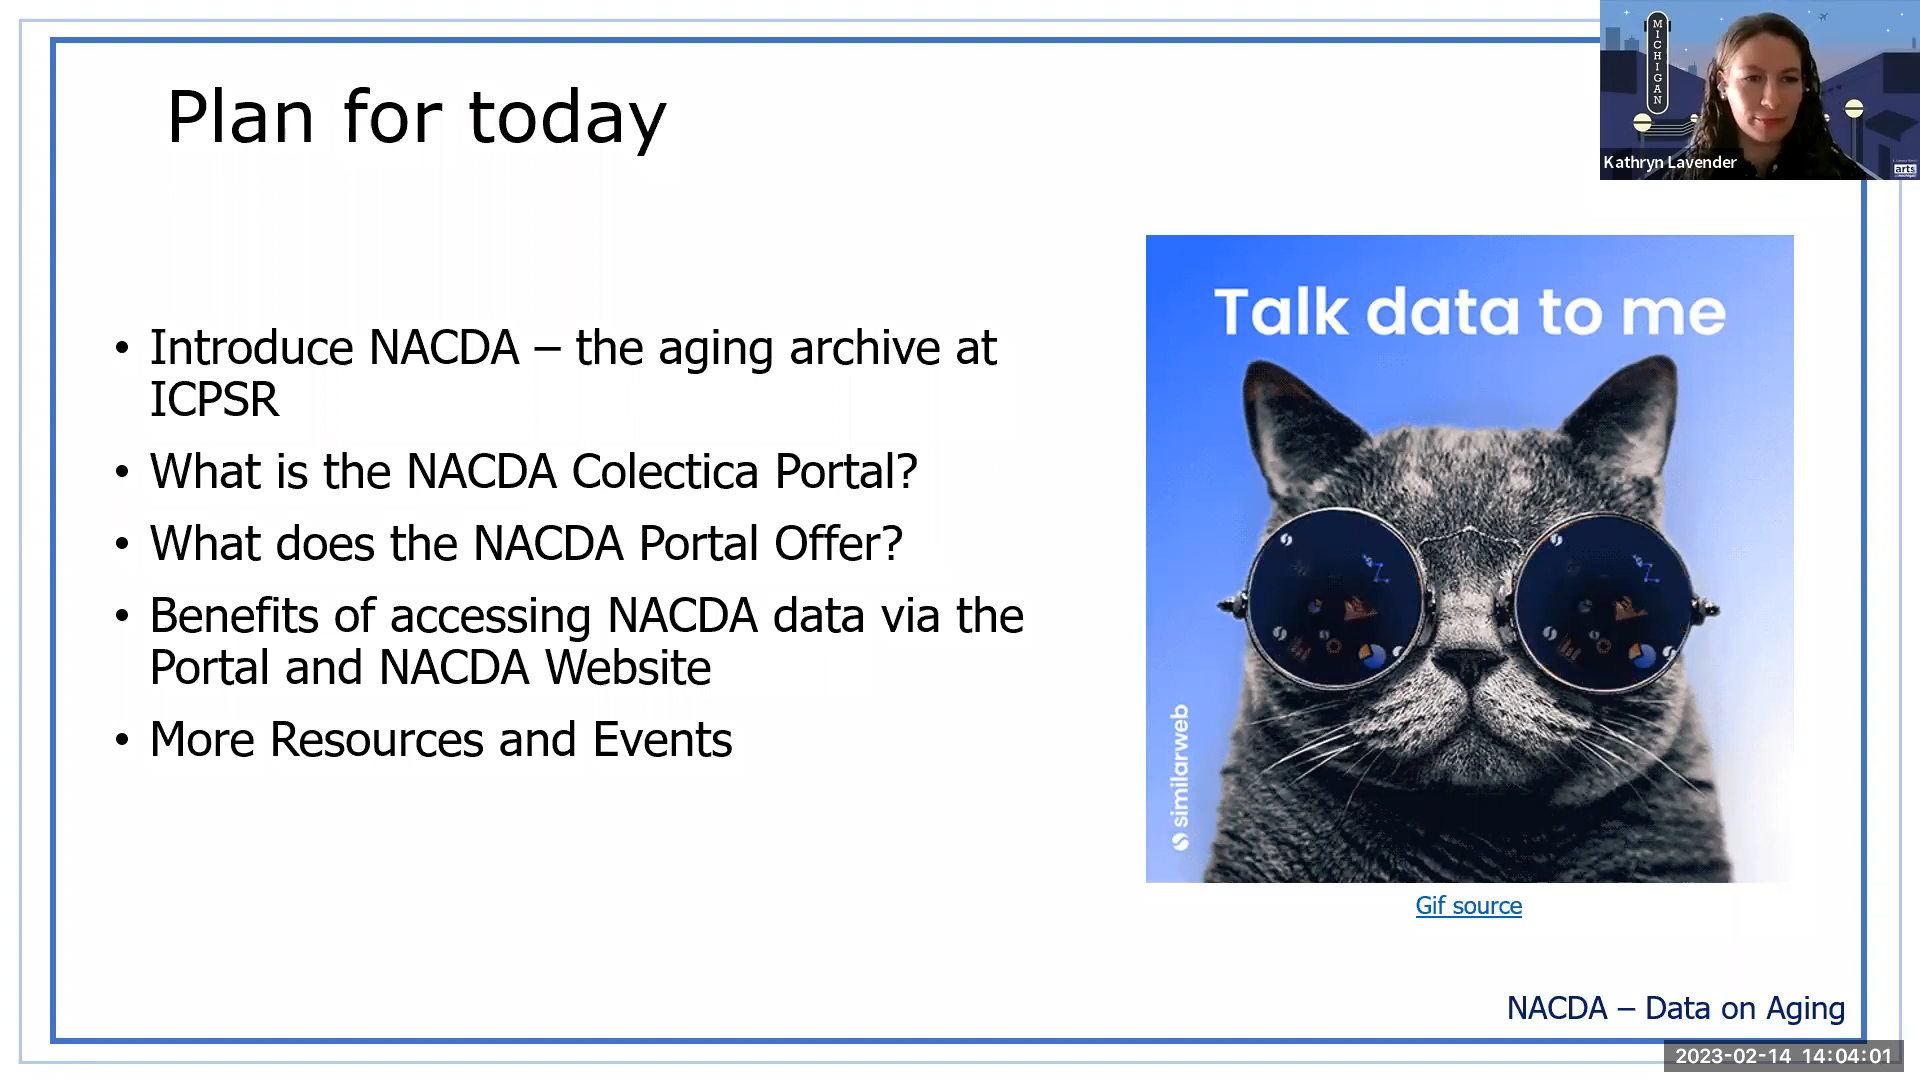 Plan for today
MICHIGAN
Kathryn Lavender
arts
• Introduce NACDA – the aging archive at
ICPSR
• What is the NACDA Colectica Portal?
• What does the NACDA Portal Offer?
• Benefits of accessing NACDA data via the
Portal and NACDA Website
• More Resources and Events
Talk data to me
similarweb
Gif source
NACDA – Data on Aging
2023-02-14 14:04:01